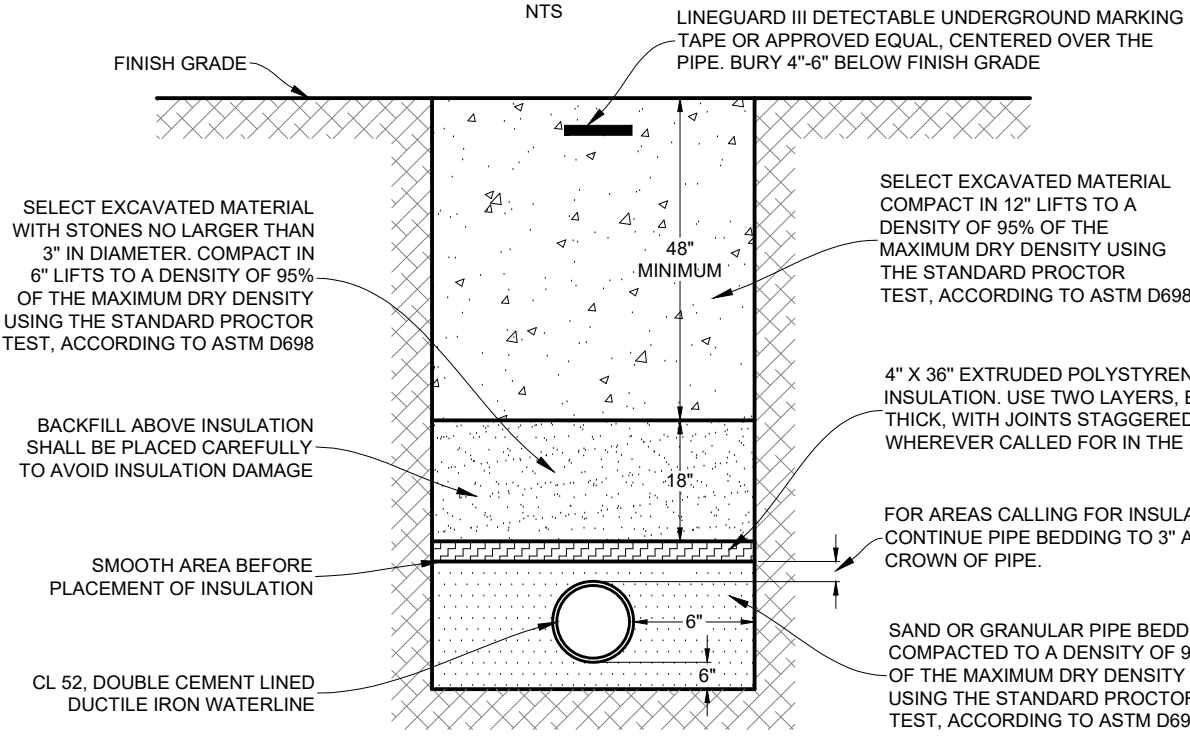 NTS
LINEGUARD III DETECTABLE UNDERGROUND MARKING
TAPE OR APPROVED EQUAL, CENTERED OVER THE
PIPE. BURY 4"-6" BELOW FINISH GRADE
FINISH GRADE
SELECT EXCAVATED MATERIAL
WITH STONES NO LARGER THAN
3" IN DIAMETER. COMPACT IN
6" LIFTS TO A DENSITY OF 95%
OF THE MAXIMUM DRY DENSITY
USING THE STANDARD PROCTOR
TEST, ACCORDING TO ASTM D698
SELECT EXCAVATED MATERIAL
COMPACT IN 12" LIFTS TO A
DENSITY OF 95% OF THE
MAXIMUM DRY DENSITY USING
THE STANDARD PROCTOR
TEST, ACCORDING TO ASTM D698
48"
MINIMUM
4" X 36" EXTRUDED
INSULATION. USE TWO LAYERS,
THICK, WITH JOINTS STAGGERED
WHEREVER CALLED FOR IN THE
BACKFILL ABOVE INSULATION
SHALL BE PLACED CAREFULLY
TO AVOID INSULATION DAMAGE
18"
FOR AREAS CALLING FOR
CONTINUE PIPE BEDDING TO 3"
CROWN OF PIPE.
SMOOTH AREA BEFORE
PLACEMENT OF INSULATION
6"
6"
SAND OR GRANULAR PIPE
COMPACTED TO A DENSITY OF
OF THE MAXIMUM DRY DENSITY
USING THE STANDARD PROCTOR
TEST, ACCORDING TO ASTM
CL 52, DOUBLE CEMENT LINED
DUCTILE IRON WATERLINE